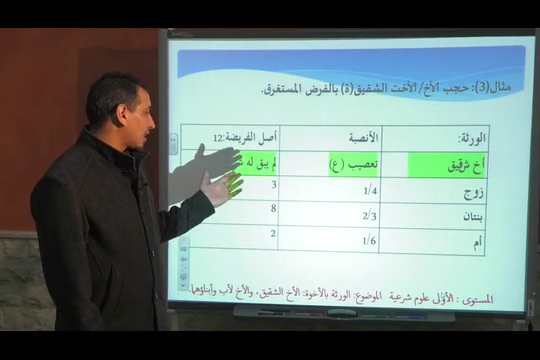 مثال(3): حجب الأخ/ الأخت الشقيق(ة) بالفرض المستغرق.
الورثة: الأنصبة أصل الفريضة:12
أخ شقيق تعصيب (ع) لم يبق له
زوج 1/4 3
بنتان 2/3 8
أم 1/6 2
المستوى : الأولى علوم شرعية الموضوع: الورثة بالأخوة: الأخ الشقيق، والأخ لأب وأبناؤهما.